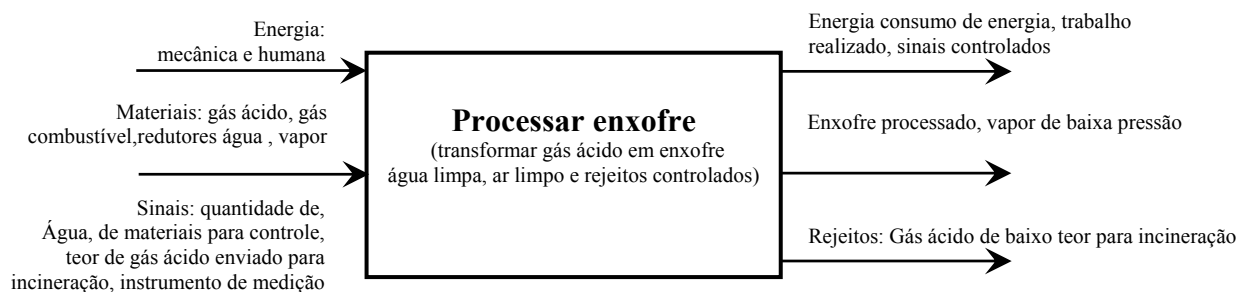 Energia:
mecânica e humana
Materiais: gás ácido, gás
combustível,redutores água , vapor
Sinais: quantidade de,
Água, de materiais para controle,
teor de gás ácido enviado para
incineração, instrumento de medição
Processar enxofre
(transformar gás ácido em enxofre
água limpa, ar limpo e rejeitos controlados)
Energia consumo de energia, trabalho
realizado, sinais controlados
Enxofre processado, vapor de baixa pressão
Rejeitos: Gás ácido de baixo teor para incineração